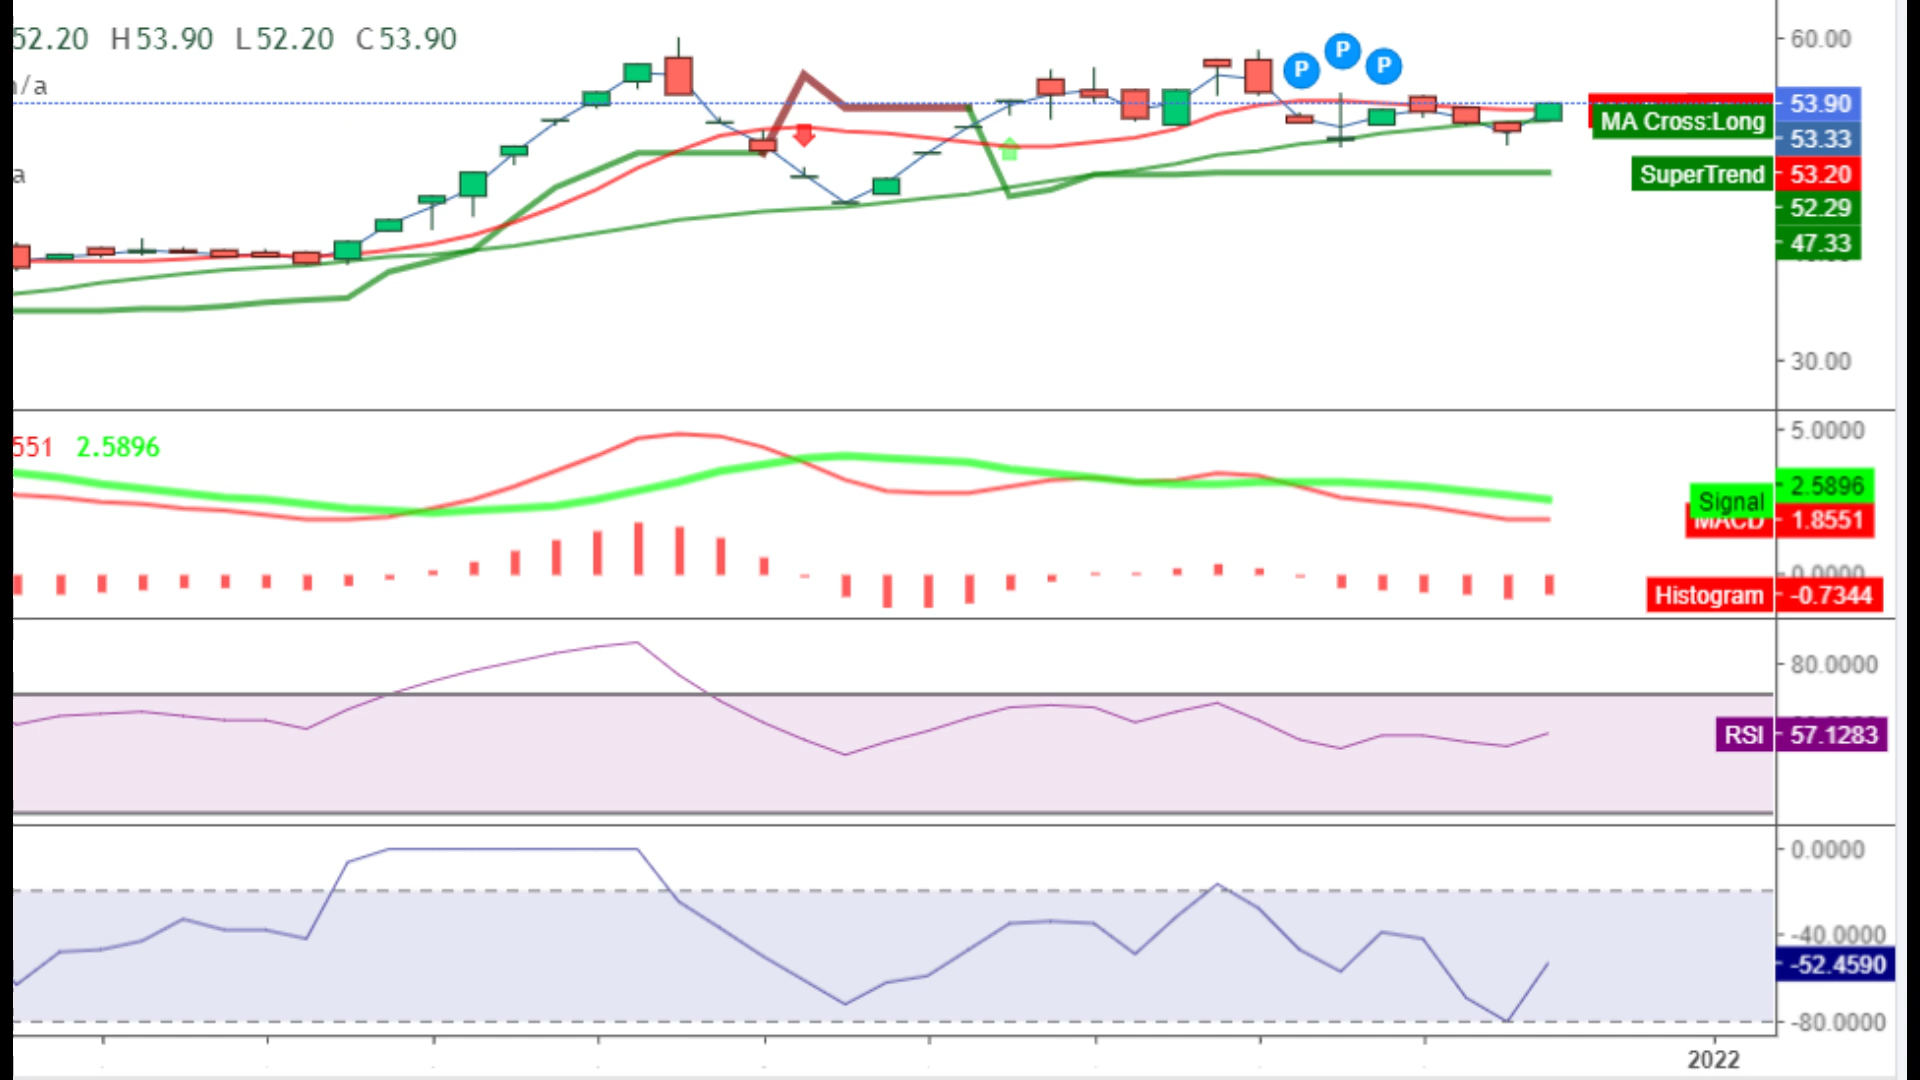 52.20 H53.90 L52.20 C53.90
/a
a
P P P
60.00
53.90
MA Cross:Long
53.33
SuperTrend 53.20
52.29
47.33
30.00
551 2.5896
5.0000
2.5896
Signal
MACD 1.8551
0.0000
Histogram -0.7344
80.0000
RSI 57.1283
0.0000
-40.0000
-52.4590
-80.0000
2022